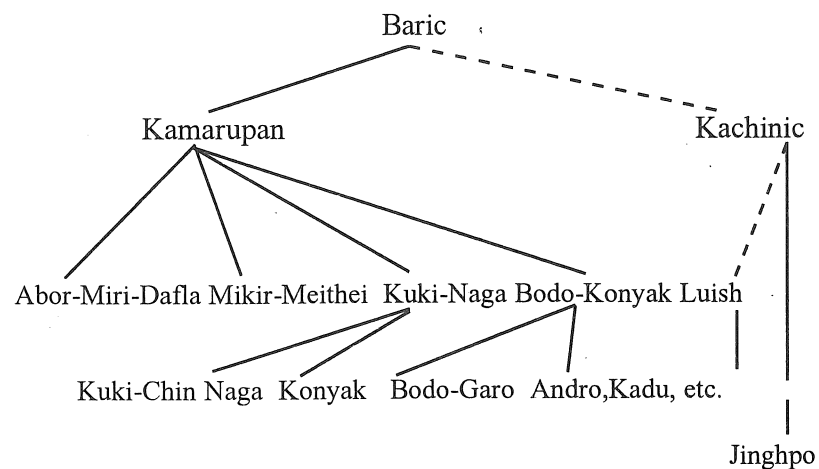 Baric
Kamarupan Kachinic
Abor-Miri-Dafla Mikir-Meithei Kuki-Naga Bodo-Konyak Luish
Kuki-Chin Naga Konyak Bodo-Garo Andro,Kadu, etc.
Jinghpo